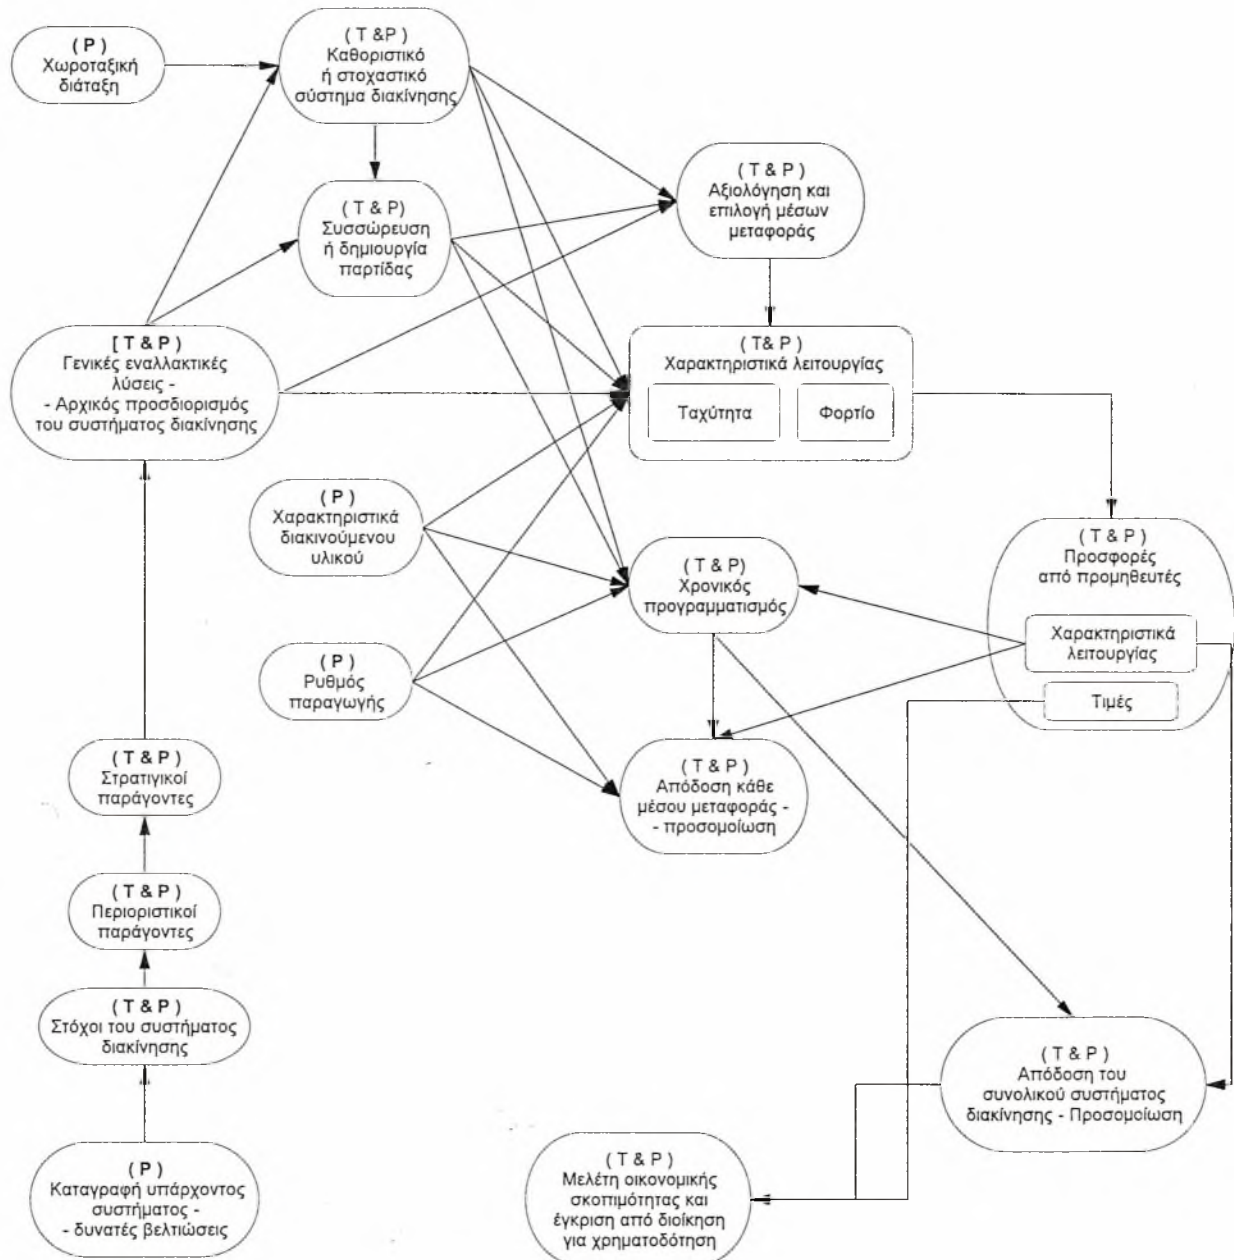 ( P )
Χωροταξική
διάταξη
( T &P )
Καθοριστικό
ή στοχαστικό
σύστημα διακίνησης
( T & P )
Αξιολόγηση και
επιλογή μέσων
μεταφοράς
( T & P)
Συσσώρευση
ή δημιουργία
παρτίδας
[ T & P )
Γενικές εναλλακτικές
λύσεις -
- Αρχικός προσδιορισμός
του συστήματος διακίνησης
( T& P )
Χαρακτηριστικά λειτουργίας
Ταχύτητα
Φορτίο
( P )
Χαρακτηριστικά
διακινούμενου
υλικού
( T & P)
Χρονικός
προγραμματισμός
( T & P )
Προσφορές
από προμηθευτές
Χαρακτηριστικά
λειτουργίας
Τιμές
( P )
Ρυθμός
παραγωγής
( T & P )
Στρατιγικοί
παράγοντες
( T & P )
Απόδοση κάθε
μέσου μεταφοράς -
- προσομοίωση
( T & P )
Περιοριστικοί
παράγοντες
( T & P )
Στόχοι του συστήματος
διακίνησης
( T & P )
Απόδοση του
συνολικού συστήματος
διακίνησης - Προσομοίωση
( P )
Καταγραφή υπάρχοντος
συστήματος -
- δυνατές βελτιώσεις
( T & P )
Μελέτη οικονομικής
σκοπιμότητας και
έγκριση από διοίκηση
για χρηματοδότηση